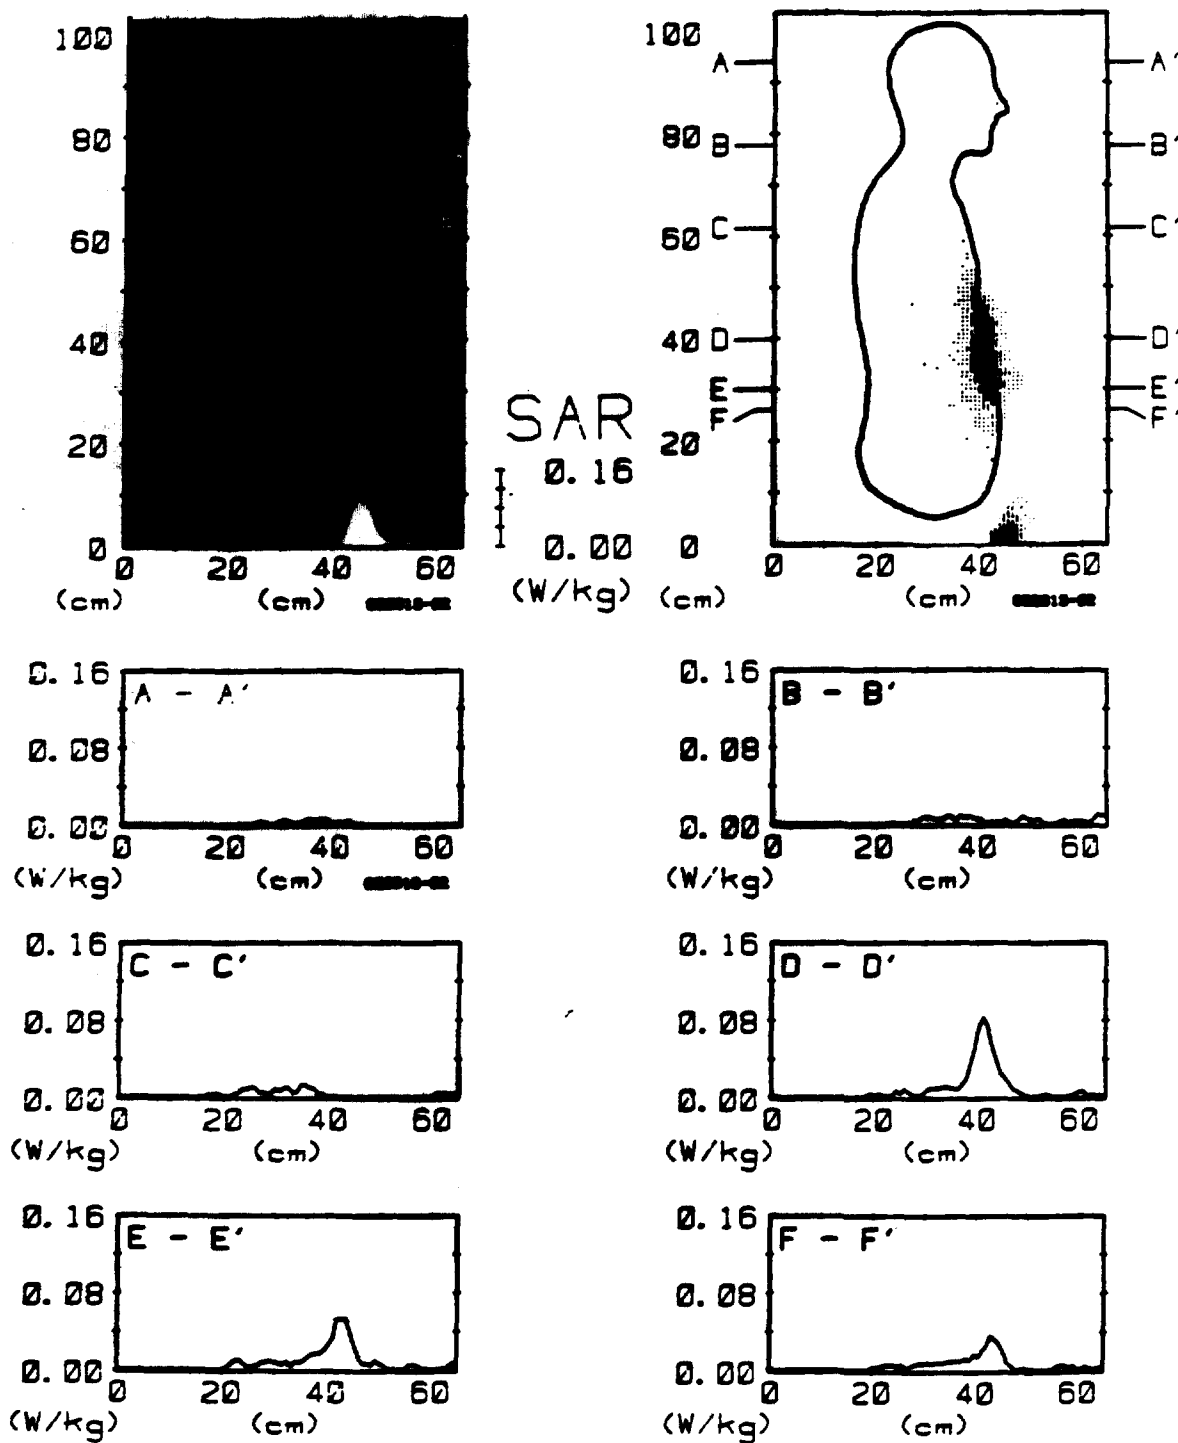 100
80
60
40
20
0
0 20 40 60
(cm) (cm)
SAR
0.16
0.00
(W/kg)
100
80
60
40
20
0
A A'
B B'
C C'
D D'
E E'
F F'
20 40 60
(cm) (cm)
0.16
A - A'
0.08
0.00
0 20 40 60
(W/kg) (cm)
0.16
B - B'
0.08
0.00
0 20 40 60
(W/kg) (cm)
0.16
C - C'
0.08
0.00
0 20 40 60
(W/kg) (cm)
0.16
D - D'
0.08
0.00
0 20 40 60
(W/kg) (cm)
0.16
E - E'
0.08
0.00
0 20 40 60
(W/kg) (cm)
0.16
F - F'
0.08
0.00
0 20 40 60
(W/kg) (cm)